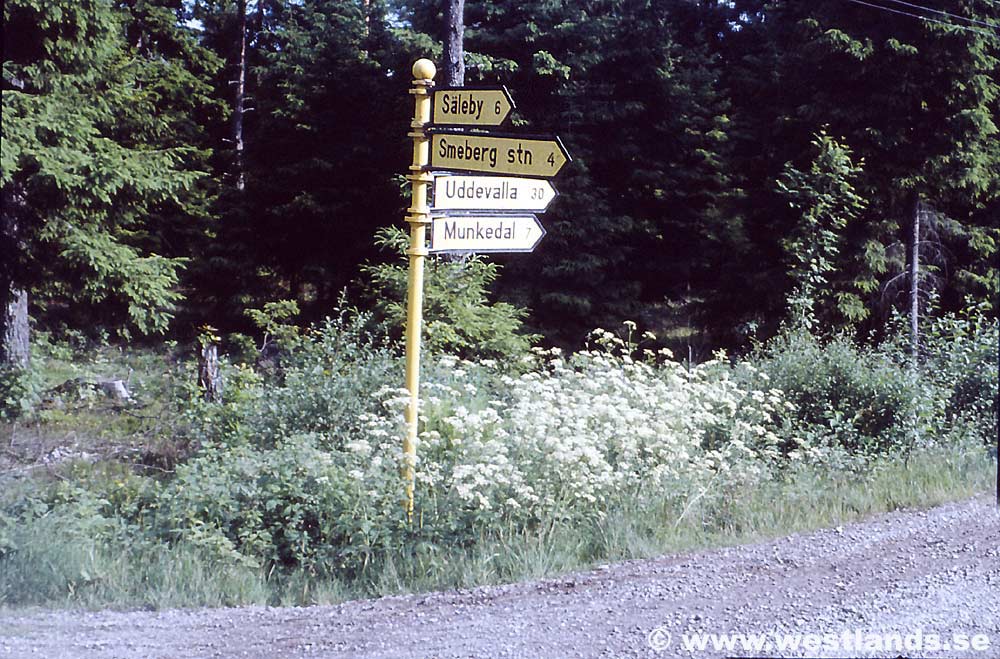 Säleby 6
Smeberg stn 4
Uddevalla 30
Munkedal 7
© www.westlands.se